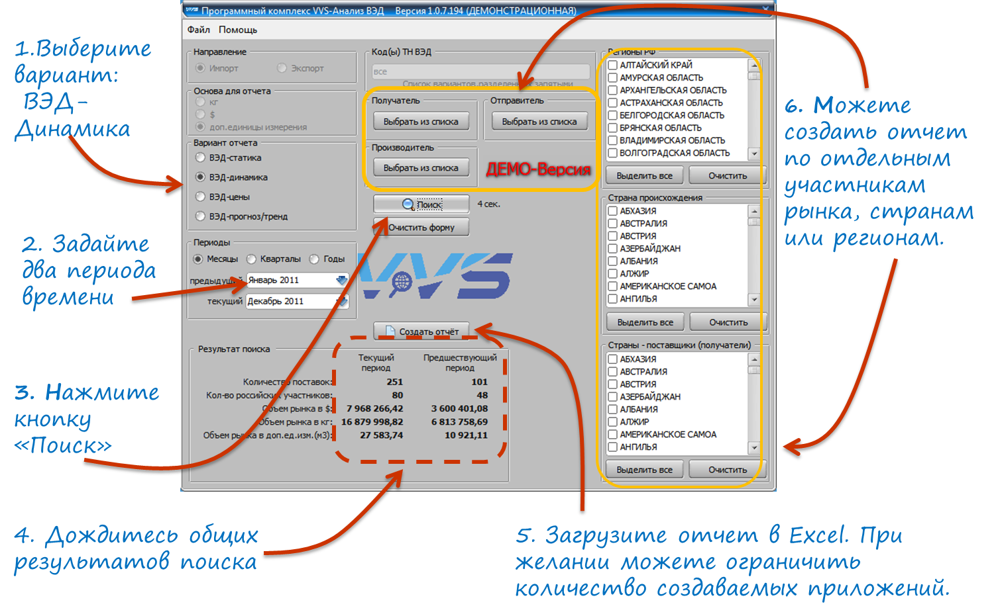 VVS Программный комплекс VVS-Анализ ВЭД Версия 1.0.7.194 (ДЕМОНСТРАЦИОННАЯ)
Файл Помощь
1.Выберите
вариант:
ВЭД-
Динамика
2. Задайте
два периода
времени
3. Нажмите
кнопку
«Поиск»
4. Дождитесь общих
результатов поиска
Направление
Импорт Экспорт
Основа для отчета
кг
$
доп.единицы измерения
Вариант отчета
ВЭД-статика
ВЭД-динамика
ВЭД-цены
ВЭД-прогноз/тренд
Периоды
Месяцы Кварталы Годы
предыдущий Январь 2011
текущий Декабрь 2011
Код(ы) ТН ВЭД
все
Список вариантов,разделенных запятыми
Получатель
Выбрать из списка
Отправитель
Выбрать из списка
Производитель
Выбрать из списка
ДЕМО-Версия
Поиск 4 сек.
Очистить форму
VVS
Создать отчёт
Результат поиска
Текущий период Предшествующий период
Количество поставок: 251 101
Кол-во российских участников: 80 48
Объем рынка в $: 7 968 266,42 3 600 401,08
Объем рынка в кг: 16 879 998,82 6 813 758,69
Объем рынка в доп.ед.изм.(м3): 27 583,74 10 921,11
Регионы РФ
АЛТАЙСКИЙ КРАЙ
АМУРСКАЯ ОБЛАСТЬ
АРХАНГЕЛЬСКАЯ ОБЛАСТЬ
АСТРАХАНСКАЯ ОБЛАСТЬ
БЕЛГОРОДСКАЯ ОБЛАСТЬ
БРЯНСКАЯ ОБЛАСТЬ
ВЛАДИМИРСКАЯ ОБЛАСТЬ
ВОЛГОГРАДСКАЯ ОБЛАСТЬ
Выделить все Очистить
Страна происхождения
АБХАЗИЯ
АВСТРАЛИЯ
АВСТРИЯ
АЗЕРБАЙДЖАН
АЛБАНИЯ
АЛЖИР
АМЕРИКАНСКОЕ САМОА
АНГИЛЬЯ
Выделить все Очистить
Страны - поставщики (получатели)
АБХАЗИЯ
АВСТРАЛИЯ
АВСТРИЯ
АЗЕРБАЙДЖАН
АЛБАНИЯ
АЛЖИР
АМЕРИКАНСКОЕ САМОА
АНГИЛЬЯ
Выделить все Очистить
5. Загрузите отчет в Excel. При
желании можете ограничить
количество создаваемых приложений.
6. Можете
создать отчет
по отдельным
участникам
рынка, странам
или регионам.